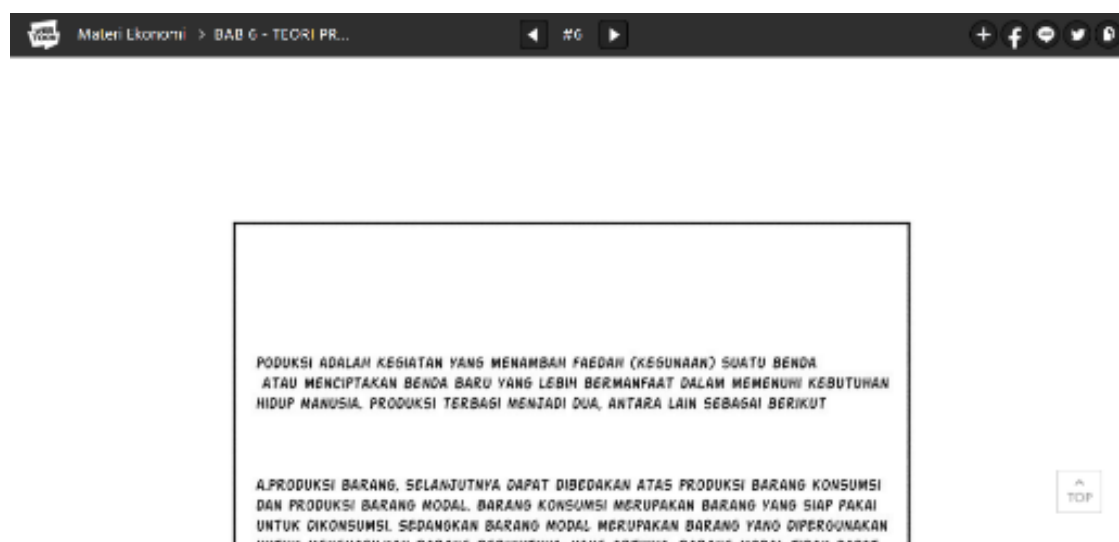 Materi Ekonomi > BAB 6 - TEORI PR...
#6
PODUKSI ADALAH KEGIATAN YANG MENAMBAH FAEDAH (KEGUNAAN) SUATU BENDA
ATAU MENCIPTAKAN BENDA BARU YANG LEBIH BERMANFAAT DALAM MEMENUHI KEBUTUHAN
HIDUP MANUSIA. PRODUKSI TERBAGI MENJADI DUA, ANTARA LAIN SEBAGAI BERIKUT
A.PRODUKSI BARANG, SELANJUTNYA DAPAT DIBEDAKAN ATAS PRODUKSI BARANG KONSUMSI
DAN PRODUKSI BARANG MODAL. BARANG KONSUMSI MERUPAKAN BARANG YANG SIAP PAKAI
UNTUK DIKONSUMSI. SEDANGKAN BARANG MODAL MERUPAKAN BARANG YANG DIPERGUNAKAN
TOP